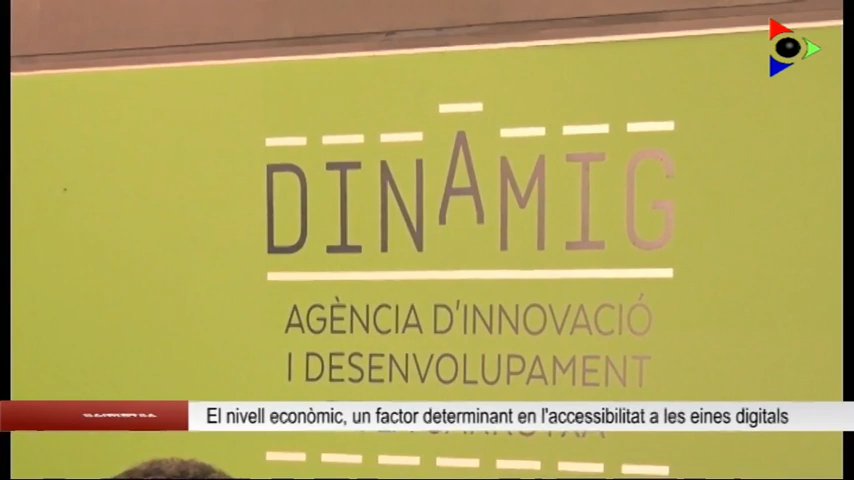 DINAMIG
AGÈNCIA D'INNOVACIÓ
I DESENVOLUPAMENT
El nivell econòmic, un factor determinant en l'accessibilitat a les eines digitals